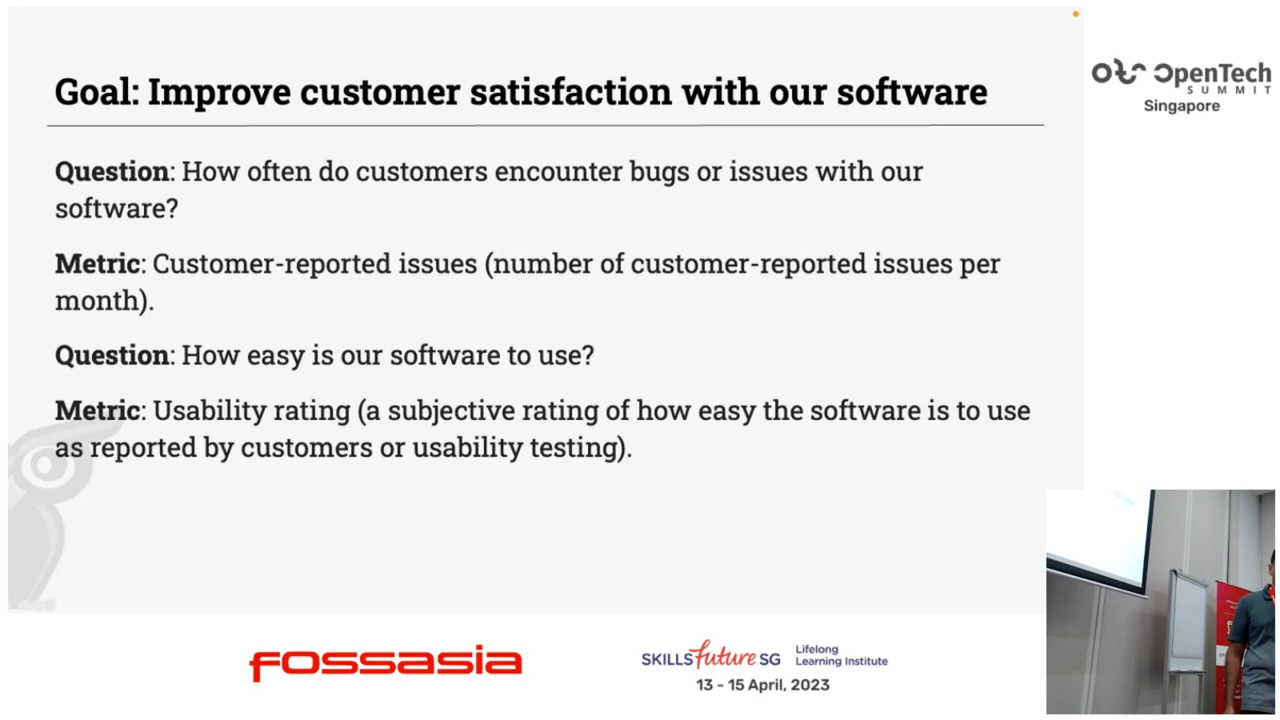 Goal: Improve customer satisfaction with our software
Question: How often do customers encounter bugs or issues with our
software?
Metric: Customer-reported issues (number of customer-reported issues per
month).
Question: How easy is our software to use?
Metric: Usability rating (a subjective rating of how easy the software is to use
as reported by customers or usability testing).
OpenTech
SUMMIT
Singapore
fossasia
SKILLSfuture SG
Lifelong
Learning Institute
13 - 15 April, 2023